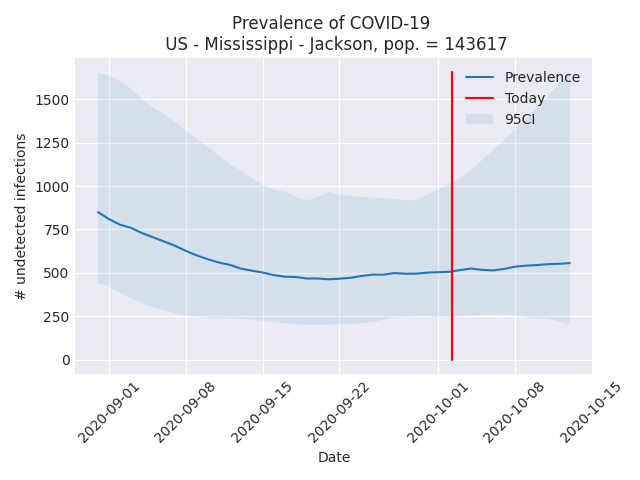 Prevalence of COVID-19
US - Mississippi - Jackson, pop. = 143617
Prevalence
Today
95CI
1500
1250
1000
750
500
250
0
# undetected infections
2020-09-01
2020-09-08
2020-09-15
2020-09-22
2020-10-01
2020-10-08
2020-10-15
Date